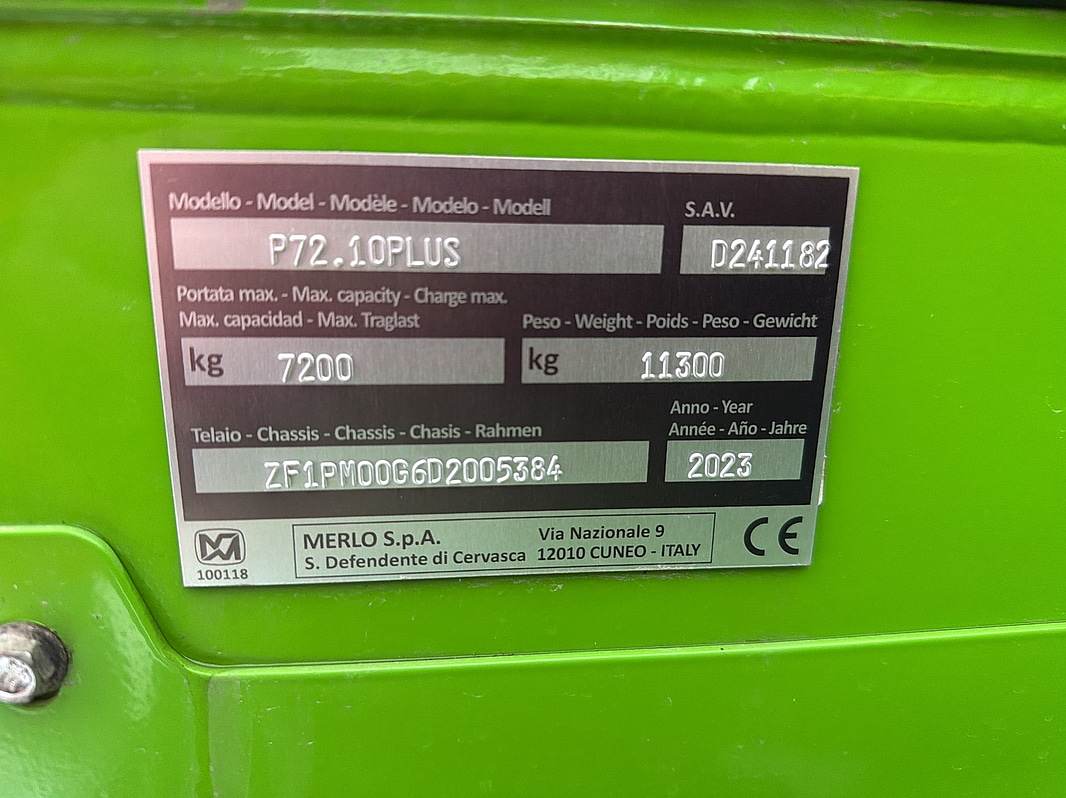 Modello - Model - Modèle - Modelo - Modell
S.A.V.
P72.10PLUS
D241182
Portata max. - Max. capacity - Charge max.
Max. capacidad - Max. Traglast
Peso - Weight - Poids - Peso - Gewicht
kg 7200
kg 11300
Anno - Year
Telaio - Chassis - Chassis - Chasis - Rahmen
Année - Año - Jahre
ZF1PM00G6D2005384
2023
MERLO S.p.A.
S. Defendente di Cervasca
Via Nazionale 9
12010 CUNEO - ITALY
CE
100118